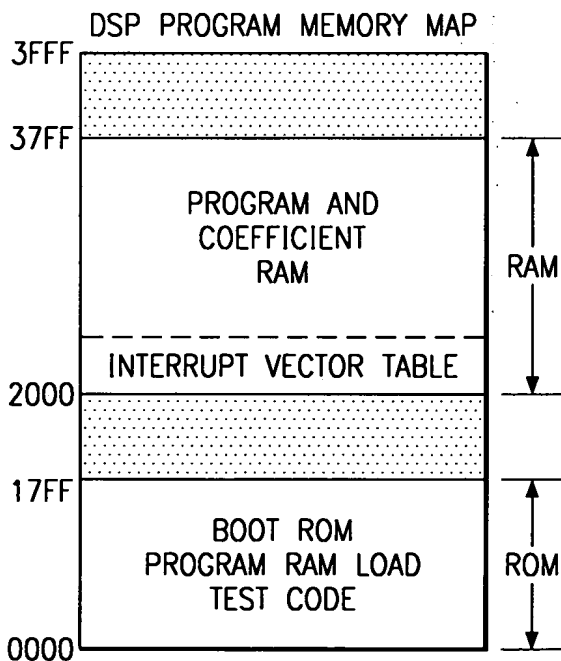 DSP PROGRAM MEMORY MAP
3FFF
37FF
PROGRAM AND
COEFFICIENT
RAM
RAM
INTERRUPT VECTOR TABLE
2000
17FF
BOOT ROM
PROGRAM RAM LOAD
TEST CODE
ROM
0000